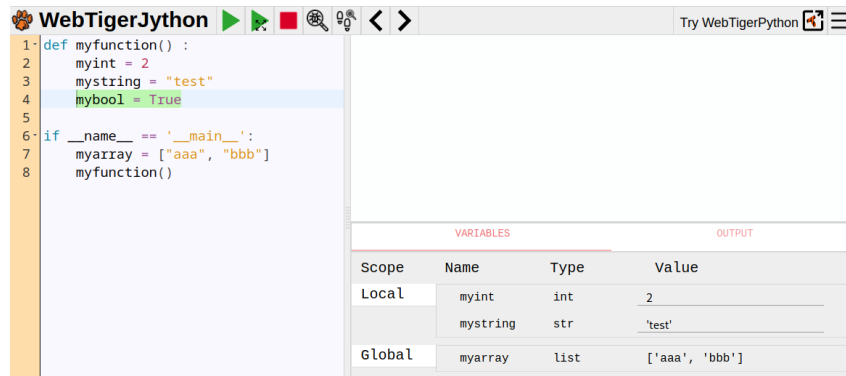 WebTigerJython
Try WebTigerPython
1 def myfunction() :
2     myint = 2
3     mystring = "test"
4     mybool = True
5
6 if __name__ == '__main__':
7     myarray = ["aaa", "bbb"]
8     myfunction()
VARIABLES OUTPUT
Scope Name Type Value
Local myint int 2
mystring str 'test'
Global myarray list ['aaa', 'bbb']